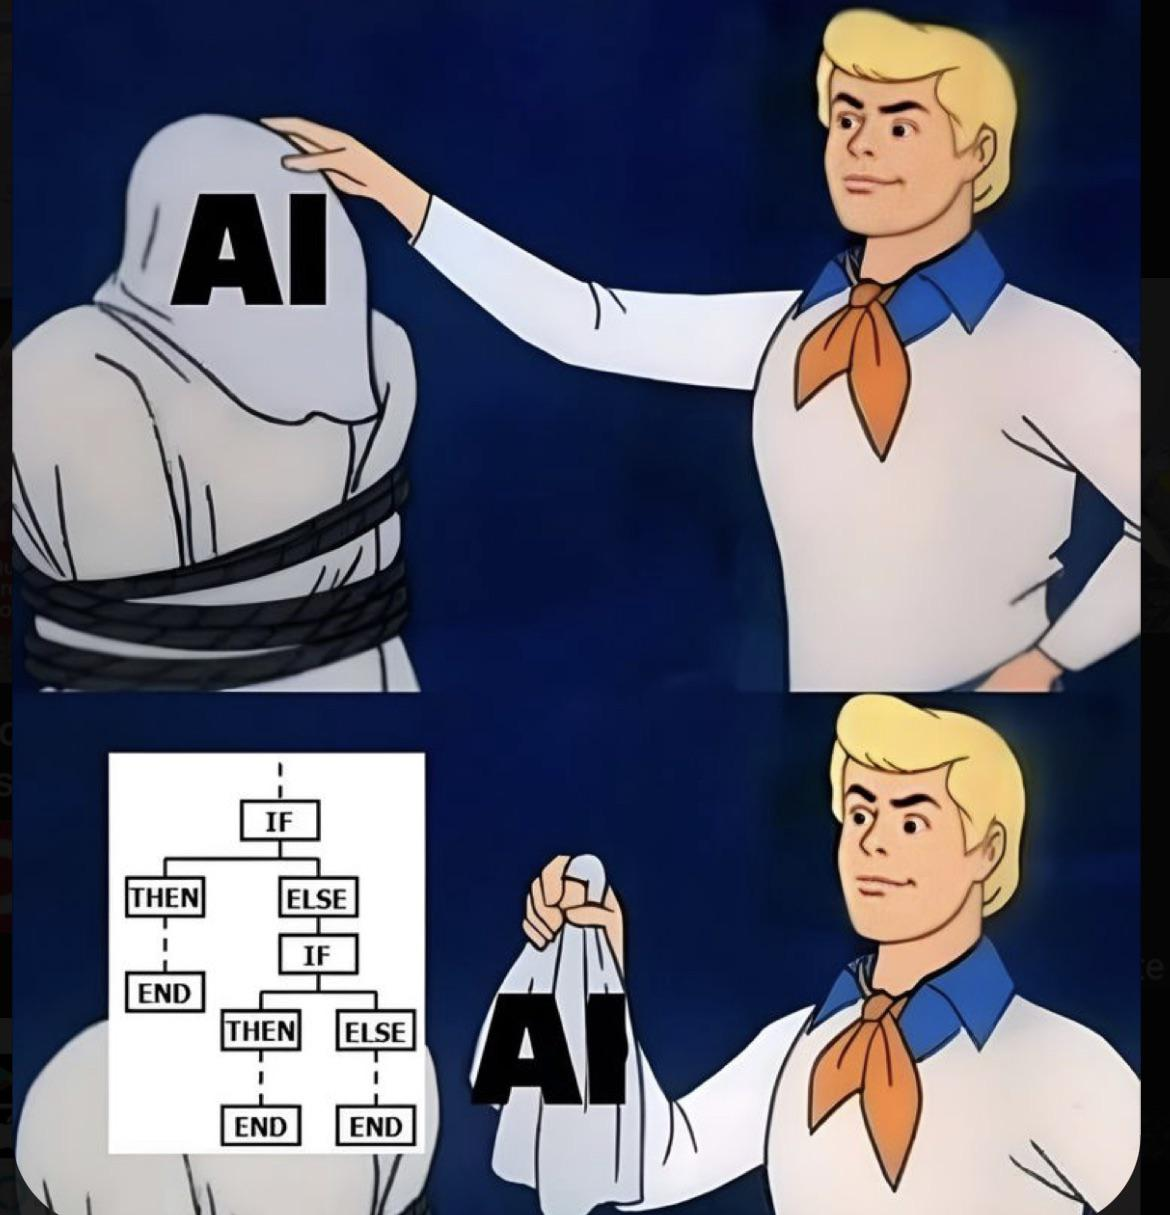 AI
IF
THEN ELSE
IF
END
THEN ELSE
END END
AI